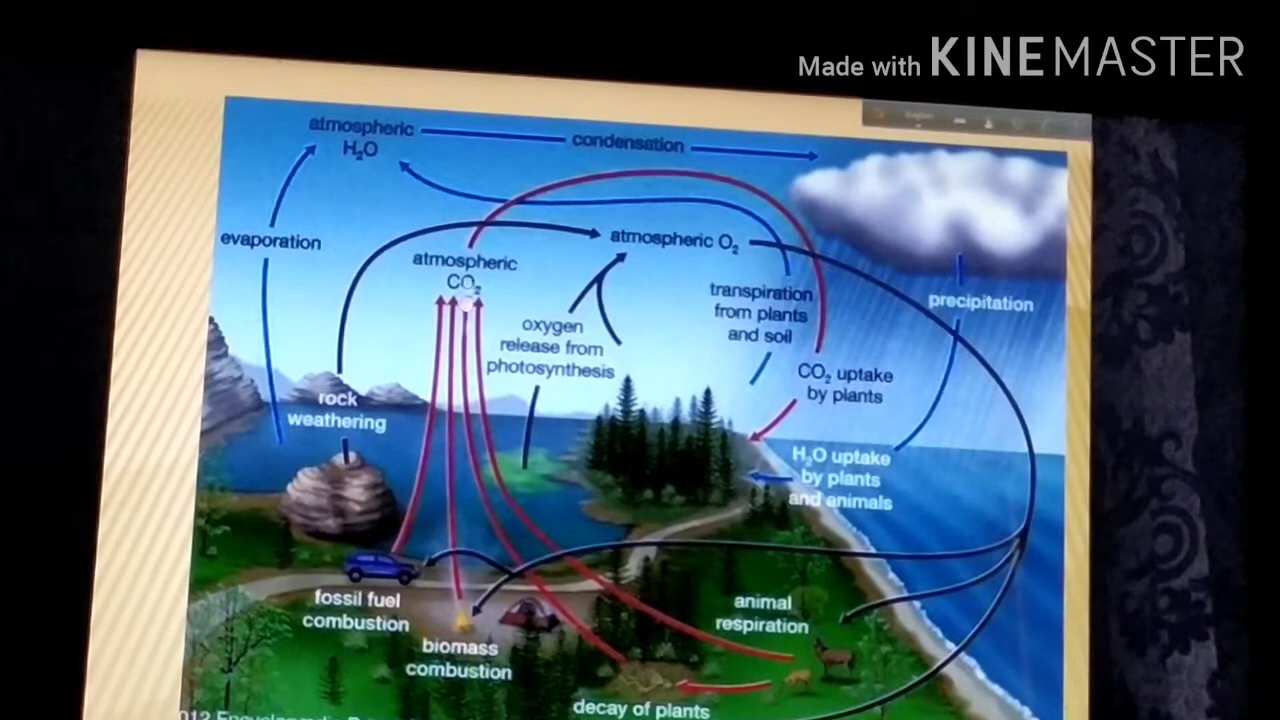 Made with KINEMASTER
atmospheric
H₂O
condensation
evaporation
atmospheric
CO₂
atmospheric O₂
oxygen
release from
photosynthesis
transpiration
from plants
and soil
precipitation
CO₂ uptake
by plants
rock
weathering
H₂O uptake
by plants
and animals
fossil fuel
combustion
biomass
combustion
animal
respiration
decay of plants